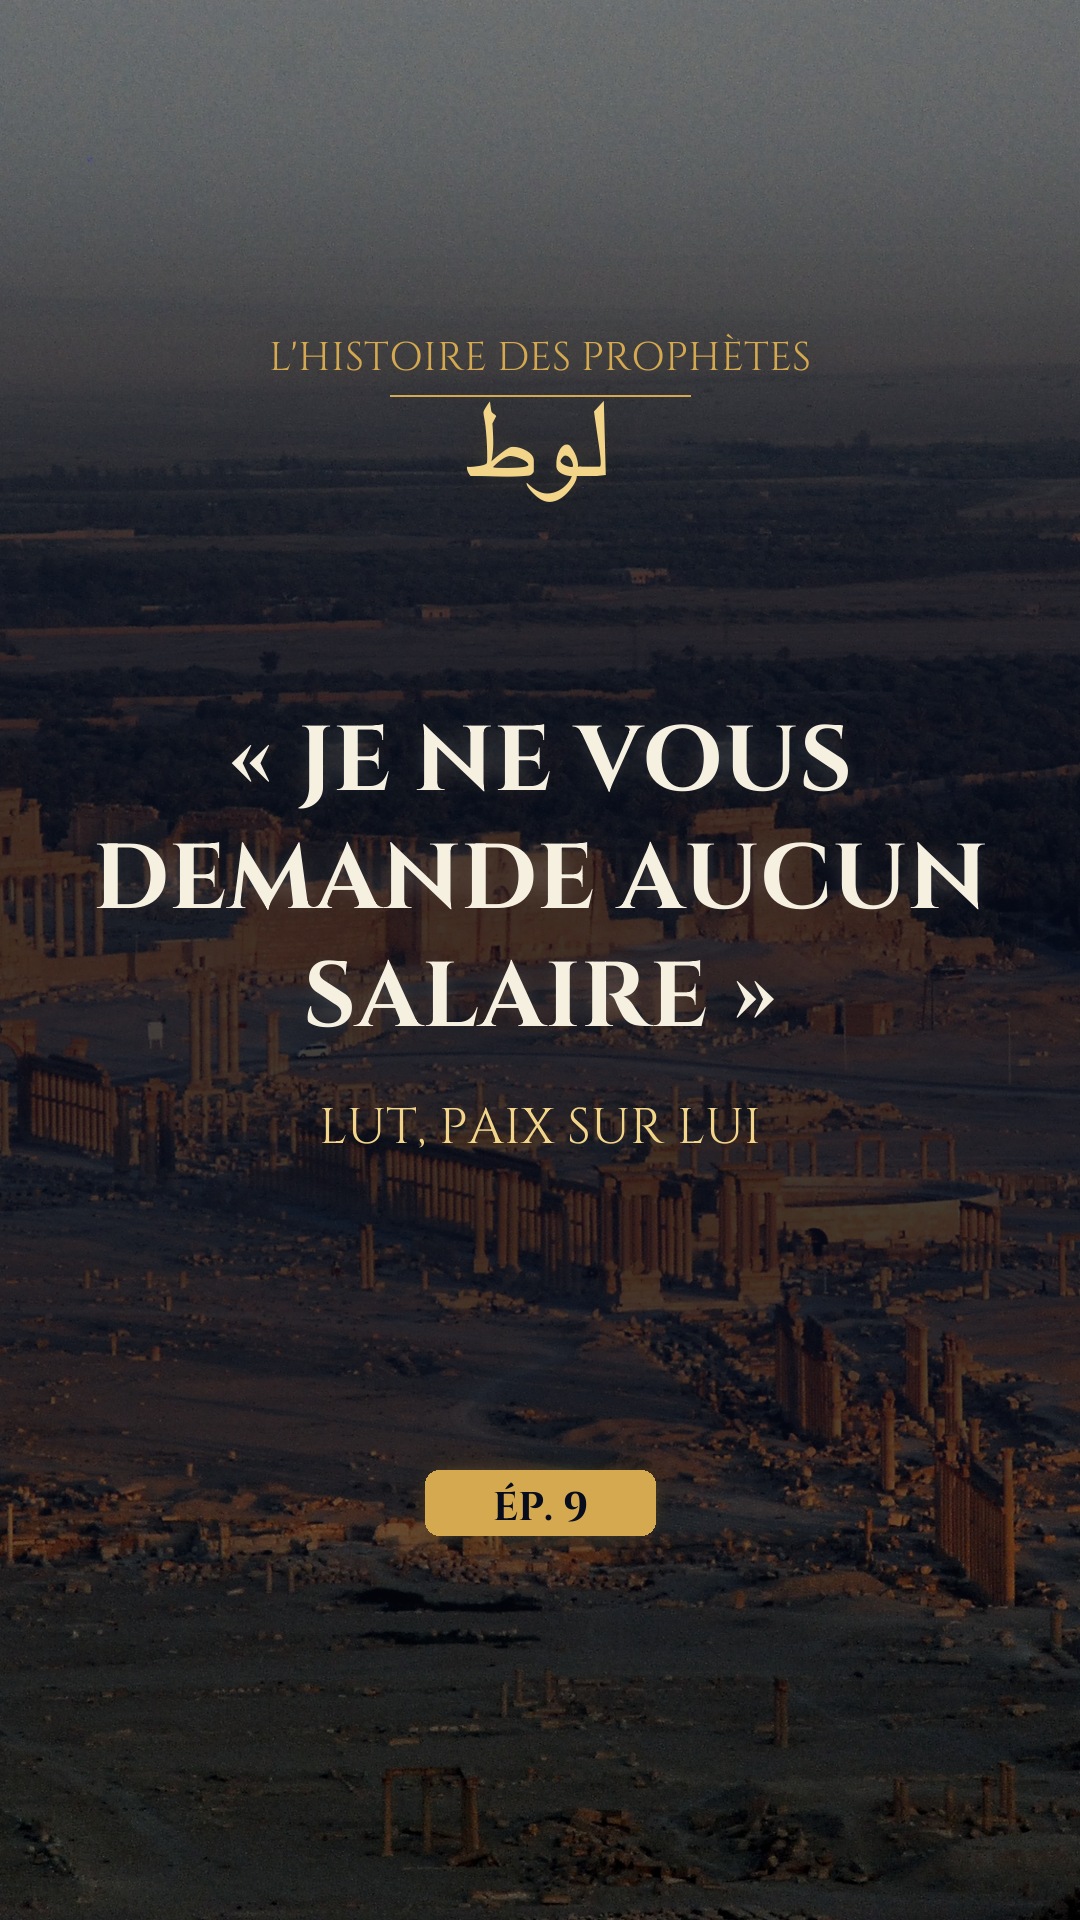 L'HISTOIRE DES PROPHÈTES
لوط
« JE NE VOUS
DEMANDE AUCUN
SALAIRE »
LUT, PAIX SUR LUI
ÉP. 9